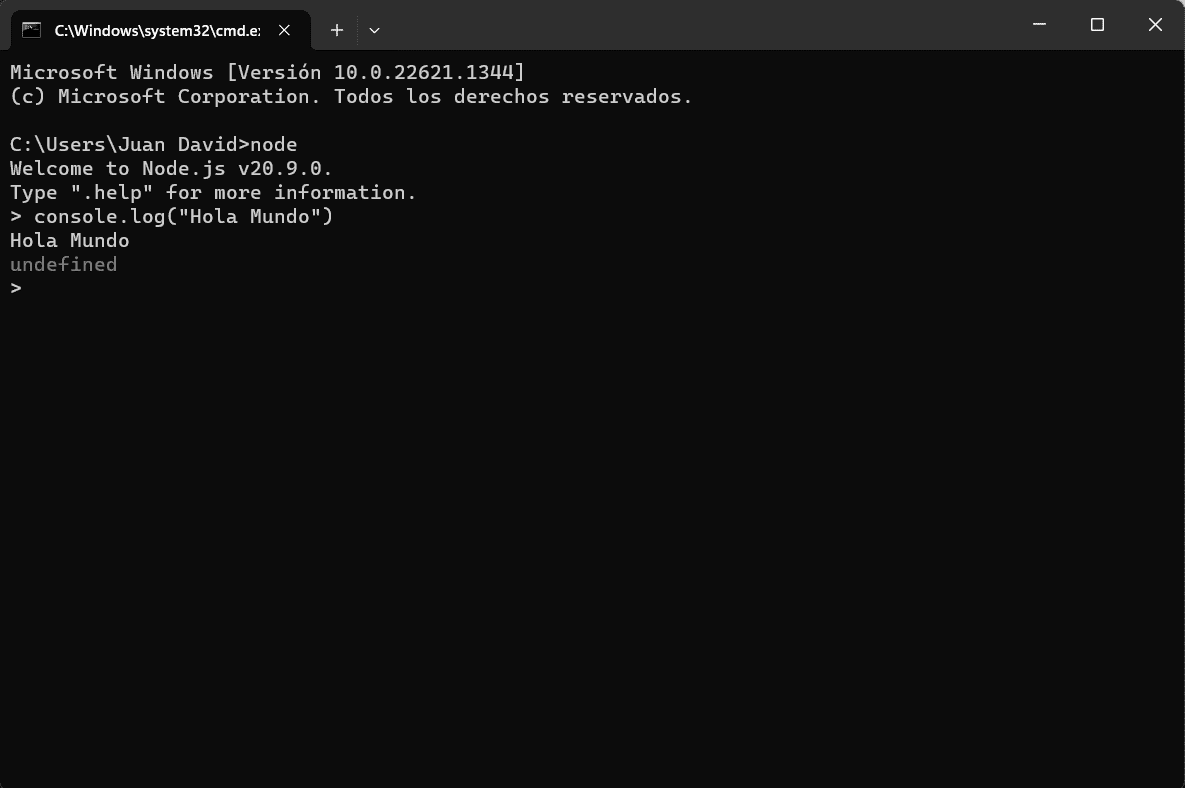 C:\Windows\system32\cmd.e
Microsoft Windows [Versión 10.0.22621.1344]
(c) Microsoft Corporation. Todos los derechos reservados.
C:\Users\Juan David>node
Welcome to Node.js v20.9.0.
Type ".help" for more information.
> console.log("Hola Mundo")
Hola Mundo
undefined
>